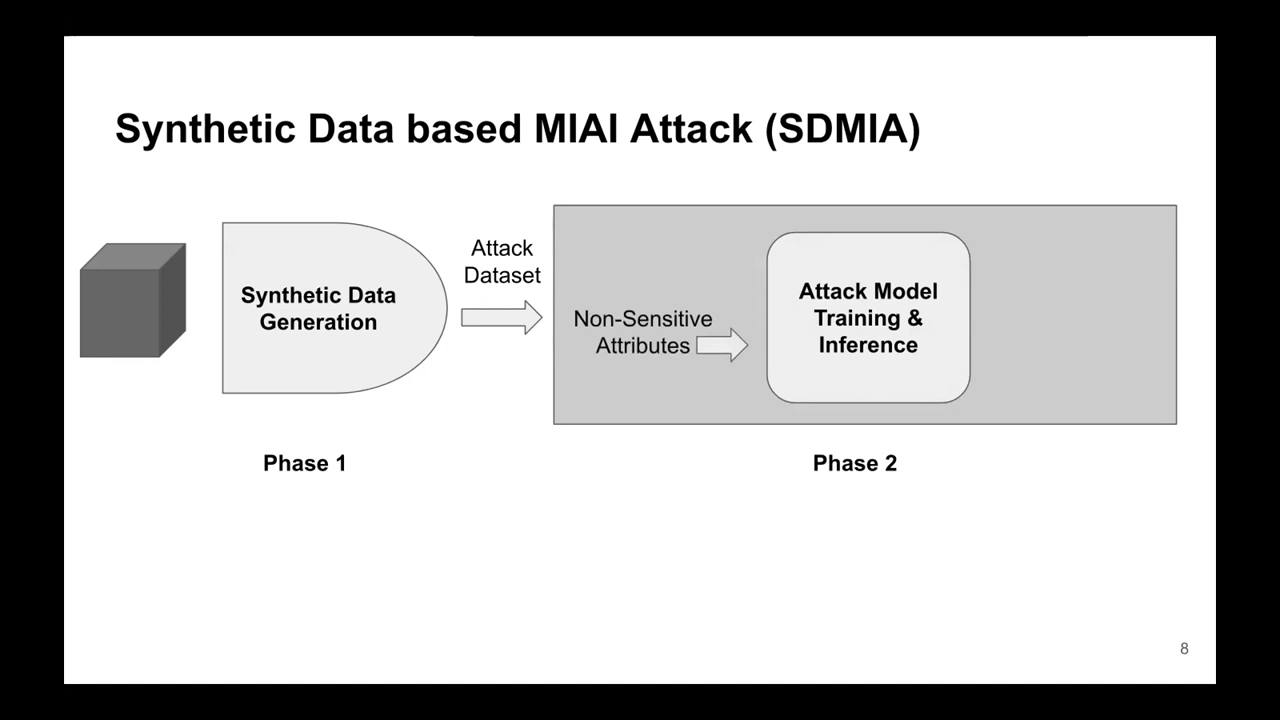 Synthetic Data based MIAI Attack (SDMIA)
Synthetic Data
Generation
Attack
Dataset
Non-Sensitive
Attributes
Attack Model
Training &
Inference
Phase 1
Phase 2
8